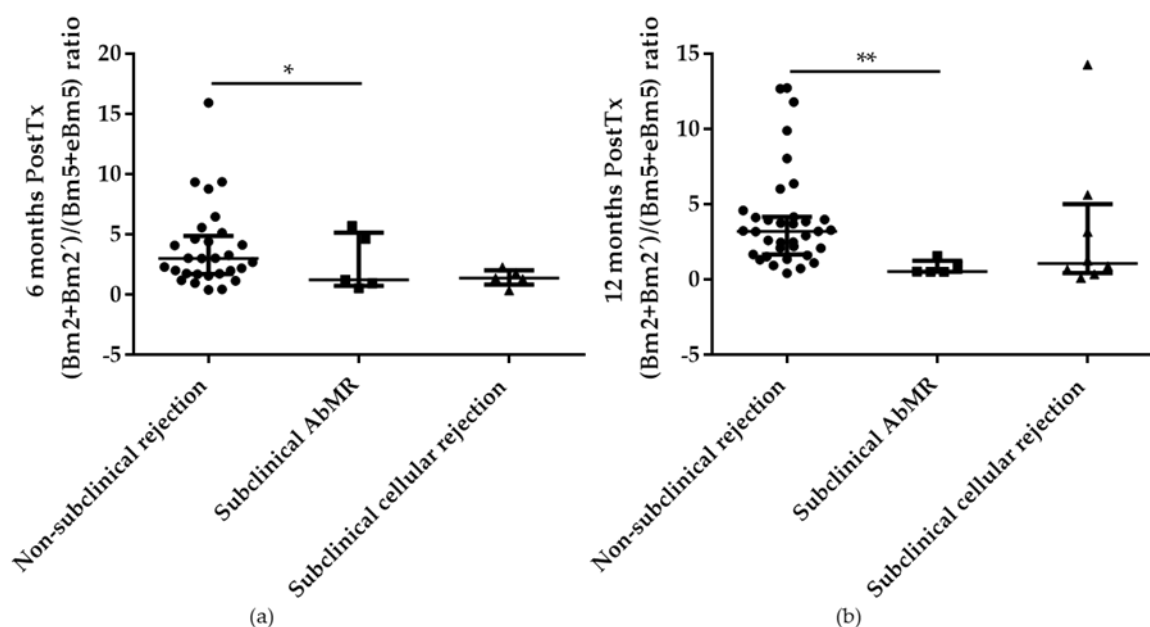 6 months PostTx
(Bm2+Bm2´)/(Bm5+eBm5) ratio
20
15
10
5
0
-5
*
Non-subclinical rejection
Subclinical AbMR
Subclinical cellular rejection
(a)
12 months PostTx
(Bm2+Bm2´)/(Bm5+eBm5) ratio
15
10
5
0
-5
**
Non-subclinical rejection
Subclinical AbMR
Subclinical cellular rejection
(b)